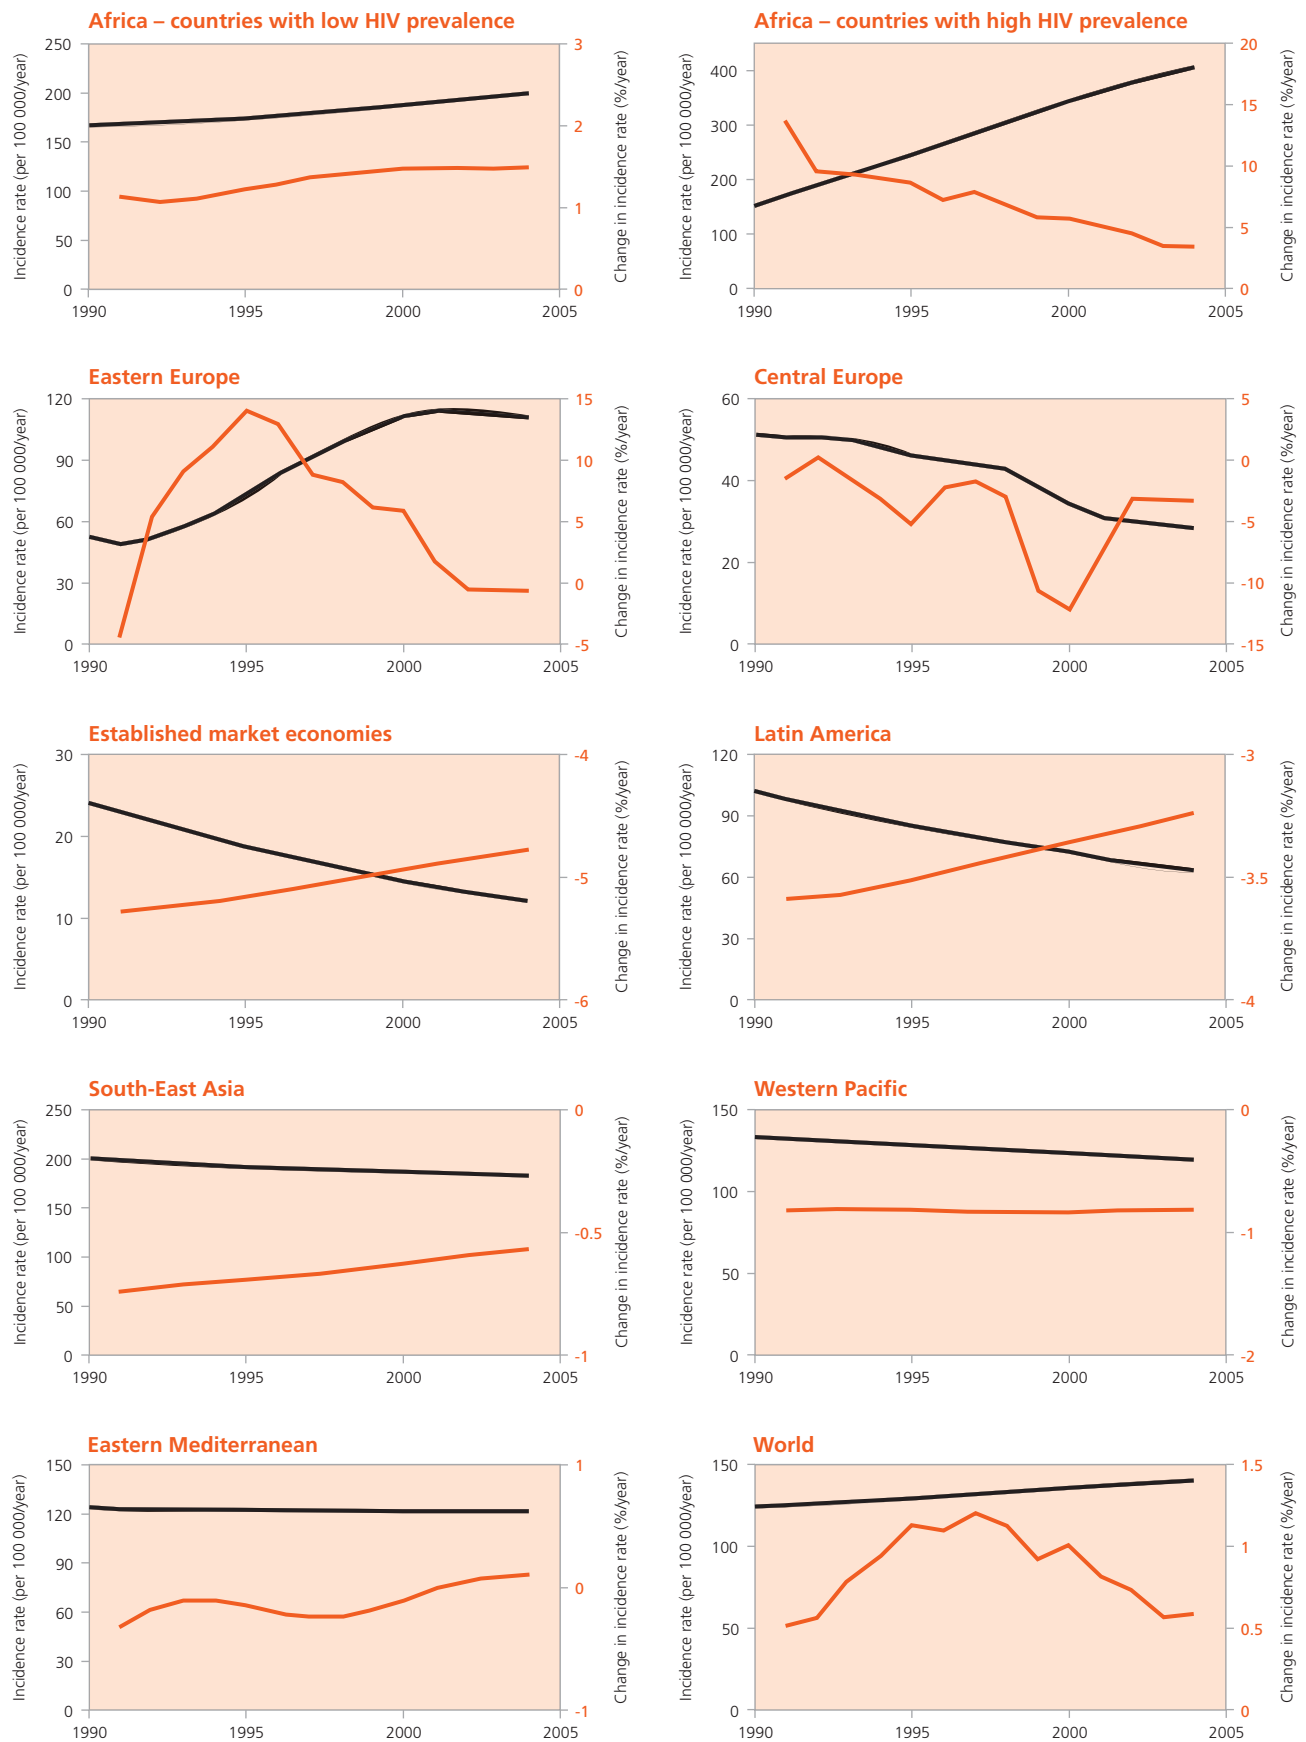 Africa – countries with low HIV prevalence
Incidence rate (per 100 000/year)
250
200
150
100
50
0
3
2
1
0
Change in incidence rate (%/year)
1990 1995 2000 2005
Africa – countries with high HIV prevalence
Incidence rate (per 100 000/year)
400
300
200
100
0
20
15
10
5
0
Change in incidence rate (%/year)
1990 1995 2000 2005
Eastern Europe
Incidence rate (per 100 000/year)
120
90
60
30
0
15
10
5
0
-5
Change in incidence rate (%/year)
1990 1995 2000 2005
Central Europe
Incidence rate (per 100 000/year)
60
40
20
0
5
0
-5
-10
-15
Change in incidence rate (%/year)
1990 1995 2000 2005
Established market economies
Incidence rate (per 100 000/year)
30
20
10
0
-4
-5
-6
Change in incidence rate (%/year)
1990 1995 2000 2005
Latin America
Incidence rate (per 100 000/year)
120
90
60
30
0
-3
-3.5
-4
Change in incidence rate (%/year)
1990 1995 2000 2005
South-East Asia
Incidence rate (per 100 000/year)
250
200
150
100
50
0
0
-0.5
-1
Change in incidence rate (%/year)
1990 1995 2000 2005
Western Pacific
Incidence rate (per 100 000/year)
150
100
50
0
0
-1
-2
Change in incidence rate (%/year)
1990 1995 2000 2005
Eastern Mediterranean
Incidence rate (per 100 000/year)
150
120
90
60
30
0
1
0
-1
Change in incidence rate (%/year)
1990 1995 2000 2005
World
Incidence rate (per 100 000/year)
150
100
50
0
1.5
1
0.5
0
Change in incidence rate (%/year)
1990 1995 2000 2005